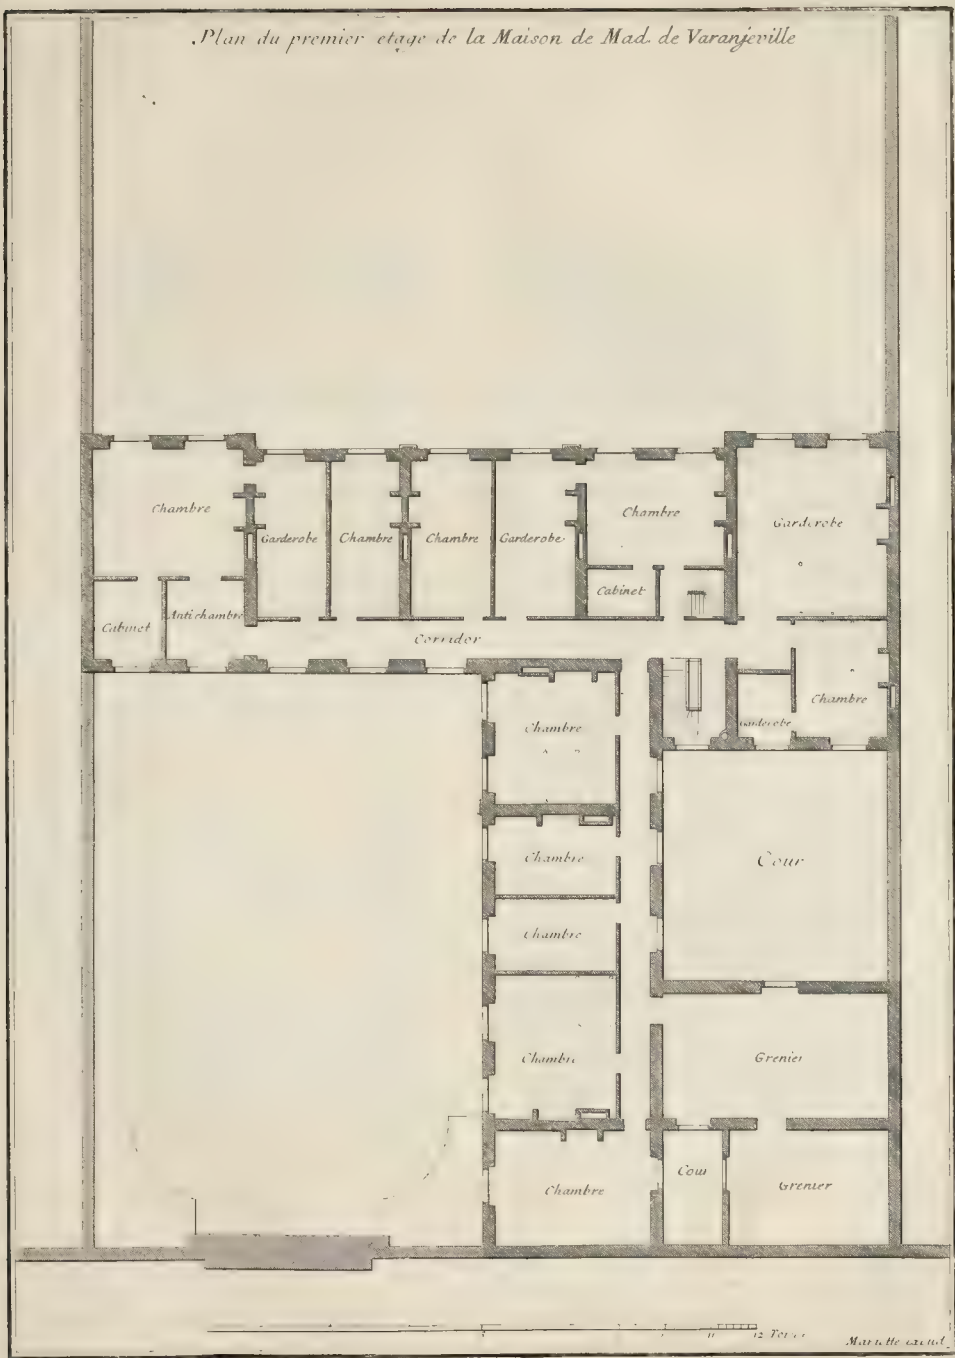 Plan du premier etage de la Maison de Mad. de Varanjeville
Chambre
Garderobe
Chambre
Chambre
Garderobe
Chambre
Garderobe
Cabinet
Antichambre
Cabinet
Corridor
Chambre
Garderobe
Chambre
Chambre
Cour
Chambre
Chambre
Grenier
Chambre
Cour
Grenier
12 Toises
Mariette excud.